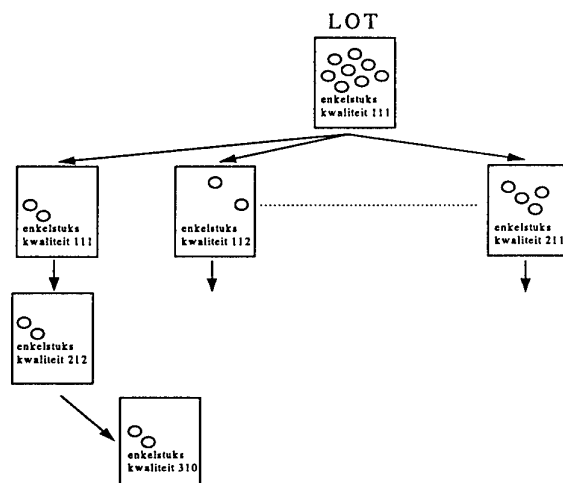 LOT
enkelstuks
kwaliteit 111
enkelstuks
kwaliteit 111
enkelstuks
kwaliteit 112
enkelstuks
kwaliteit 211
enkelstuks
kwaliteit 212
enkelstuks
kwaliteit 310